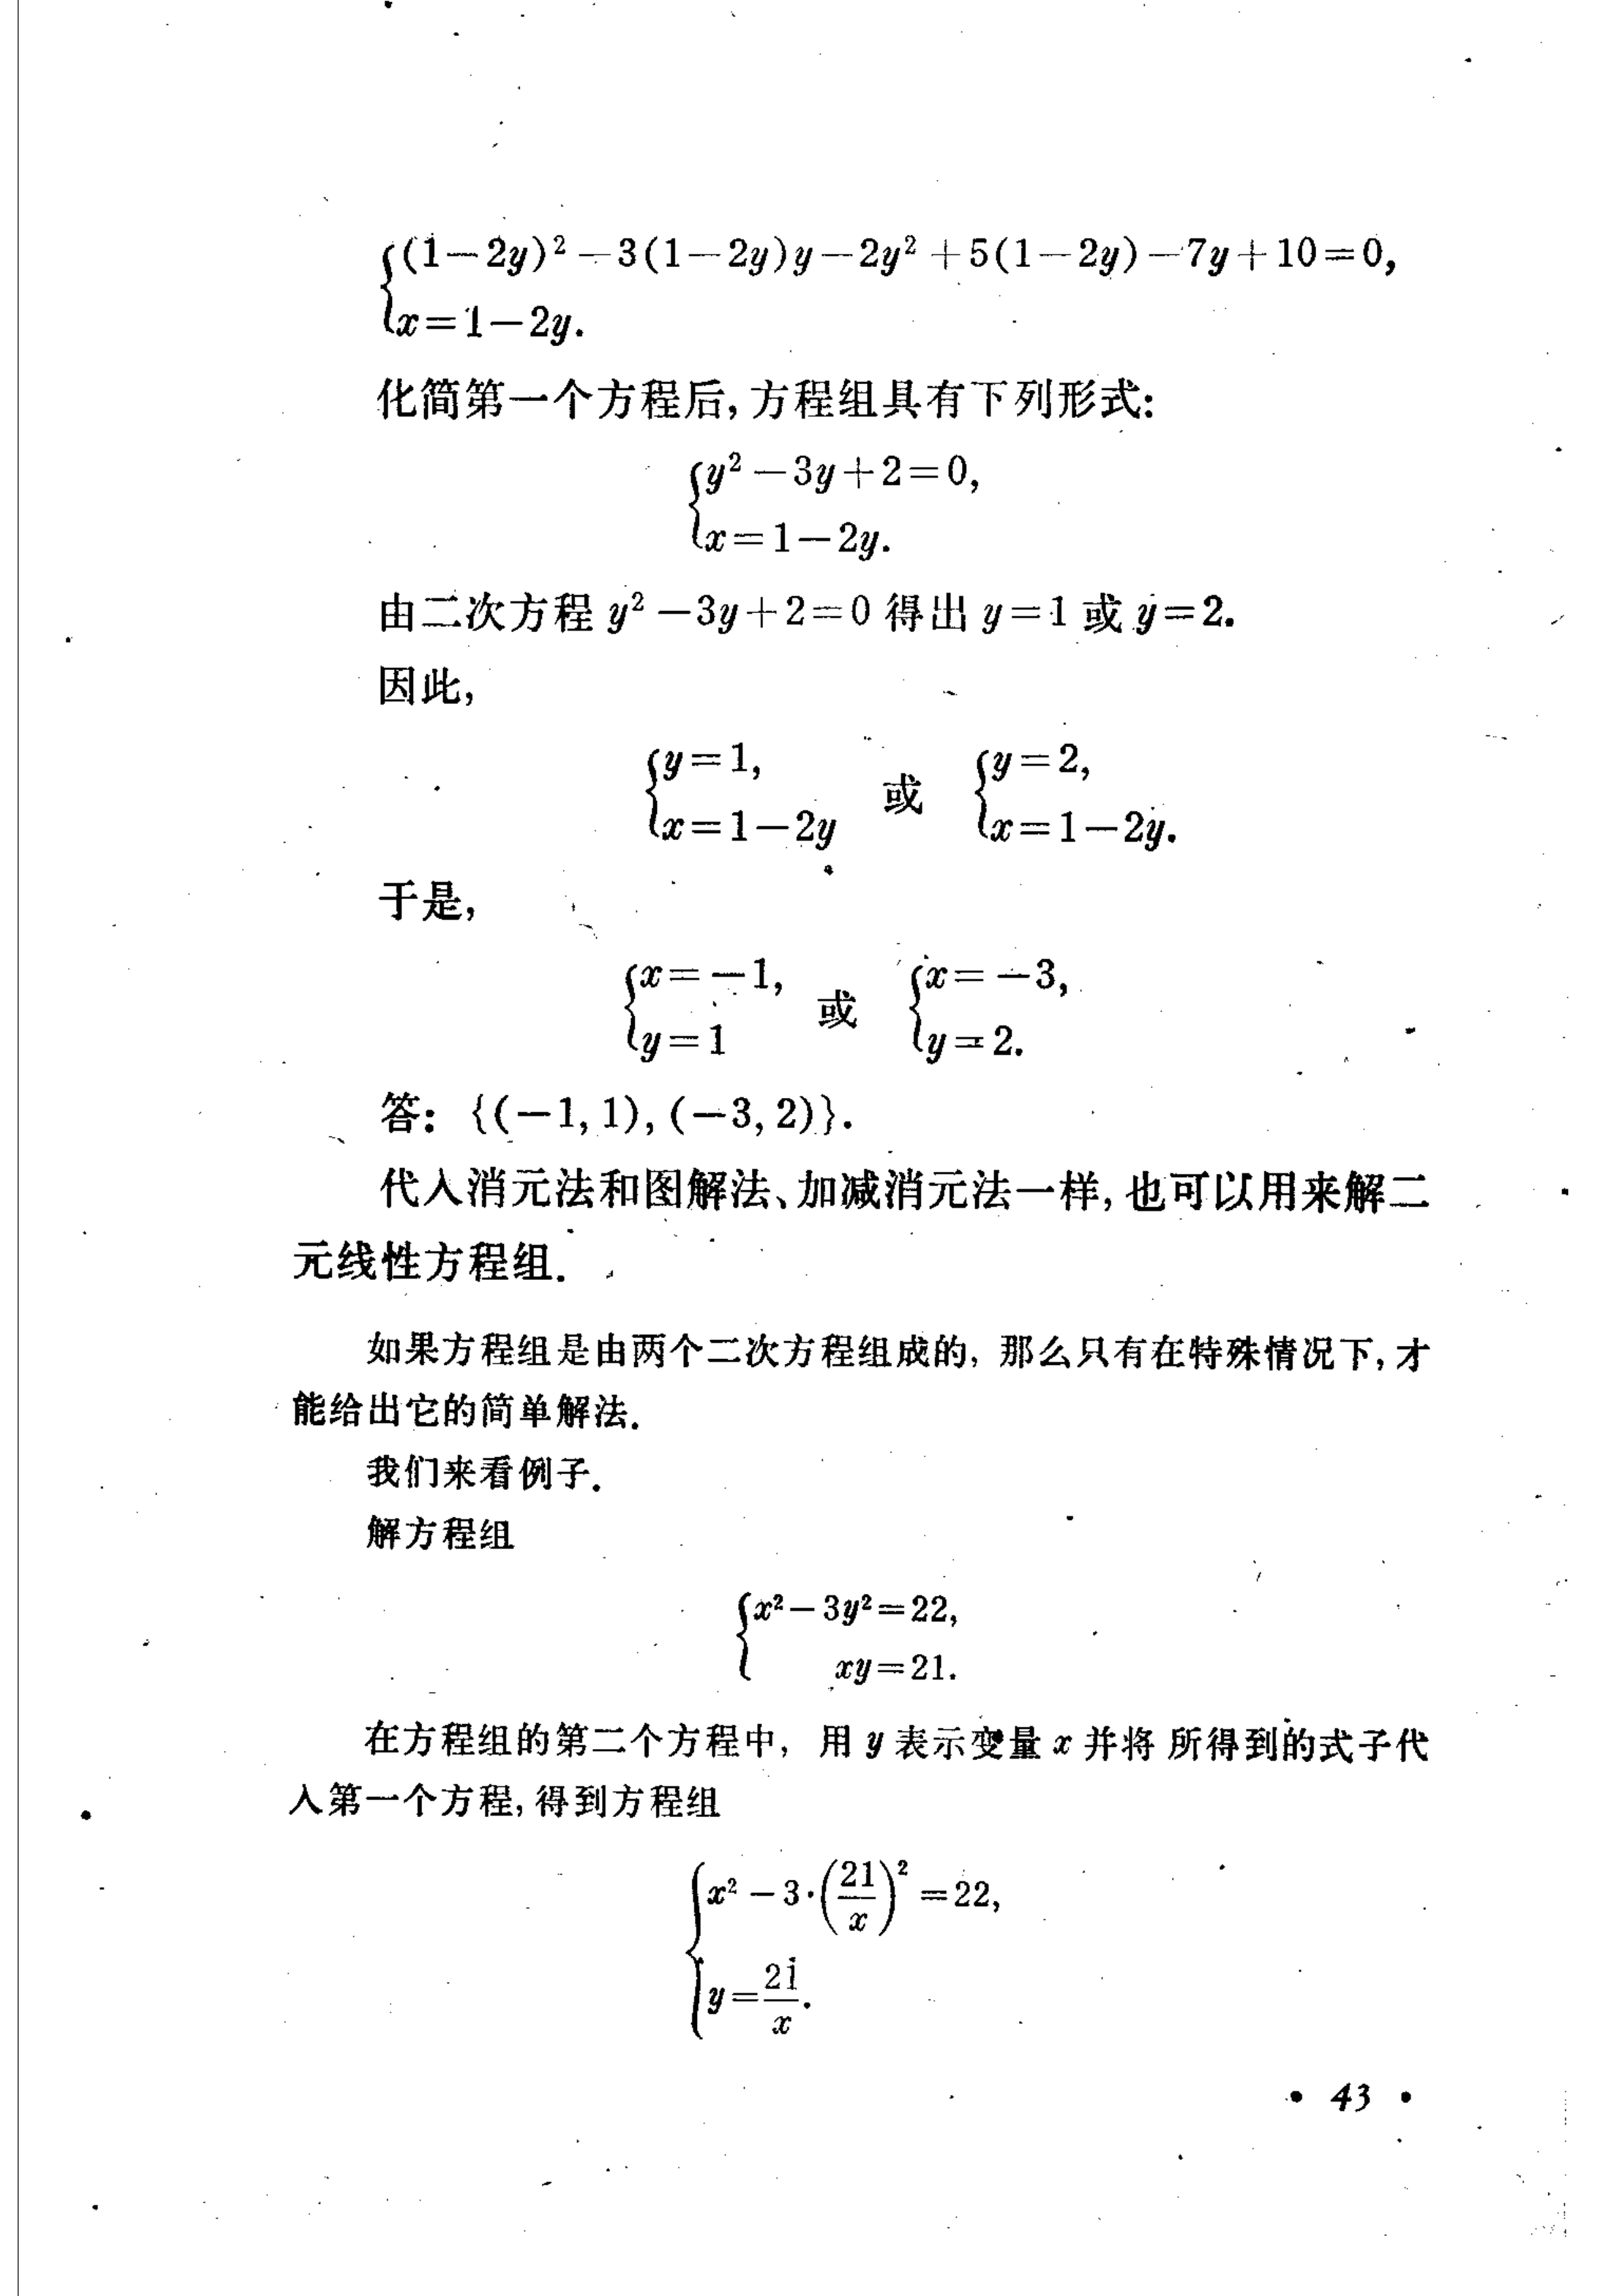 {(1−2y)²−3(1−2y)y−2y²+5(1−2y)−7y+10=0,
x=1−2y.
化简第一个方程后,方程组具有下列形式:
{y²−3y+2=0,
x=1−2y.
由二次方程 y²−3y+2=0 得出 y=1 或 y=2.
因此,
{y=1, 或 {y=2,
x=1−2y x=1−2y.
于是,
{x=−1, 或 {x=−3,
y=1 y=2.
答: {(−1,1),(−3,2)}.
代入消元法和图解法、加减消元法一样,也可以用来解二
元线性方程组.
如果方程组是由两个二次方程组成的,那么只有在特殊情况下,才
能给出它的简单解法.
我们来看例子.
解方程组
{x²−3y²=22,
xy=21.
在方程组的第二个方程中,用 y 表示变量 x 并将所得到的式子代
入第一个方程,得到方程组
{x²−3·(21/x)²=22,
y=21/x.
• 43 •